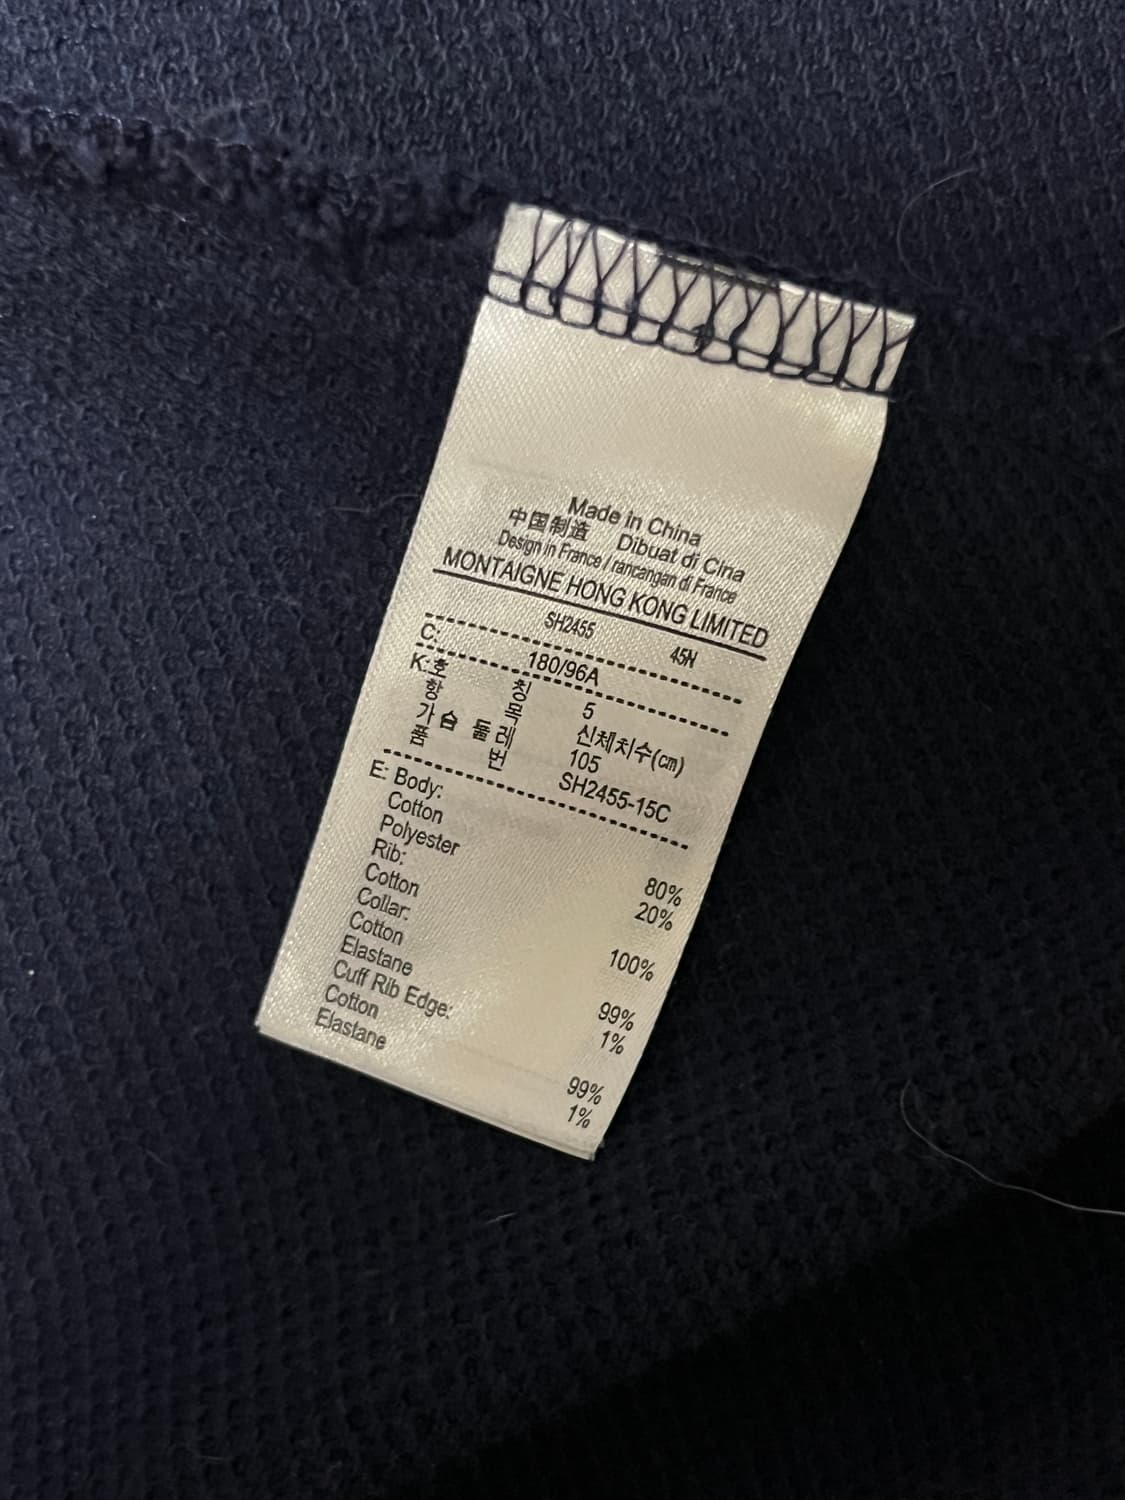 Made in China
中国制造 Dibuat di Cina
Design in France / rancangan di France
MONTAIGNE HONG KONG LIMITED
SH2455 45N
C: 180/96A
K:호 칭 5
항 목 신체치수(cm)
가슴 둘레 105
품 번 SH2455-15C
E: Body:
Cotton 80%
Polyester 20%
Rib:
Cotton 100%
Collar:
Cotton 99%
Elastane 1%
Cuff Rib Edge:
Cotton 99%
Elastane 1%